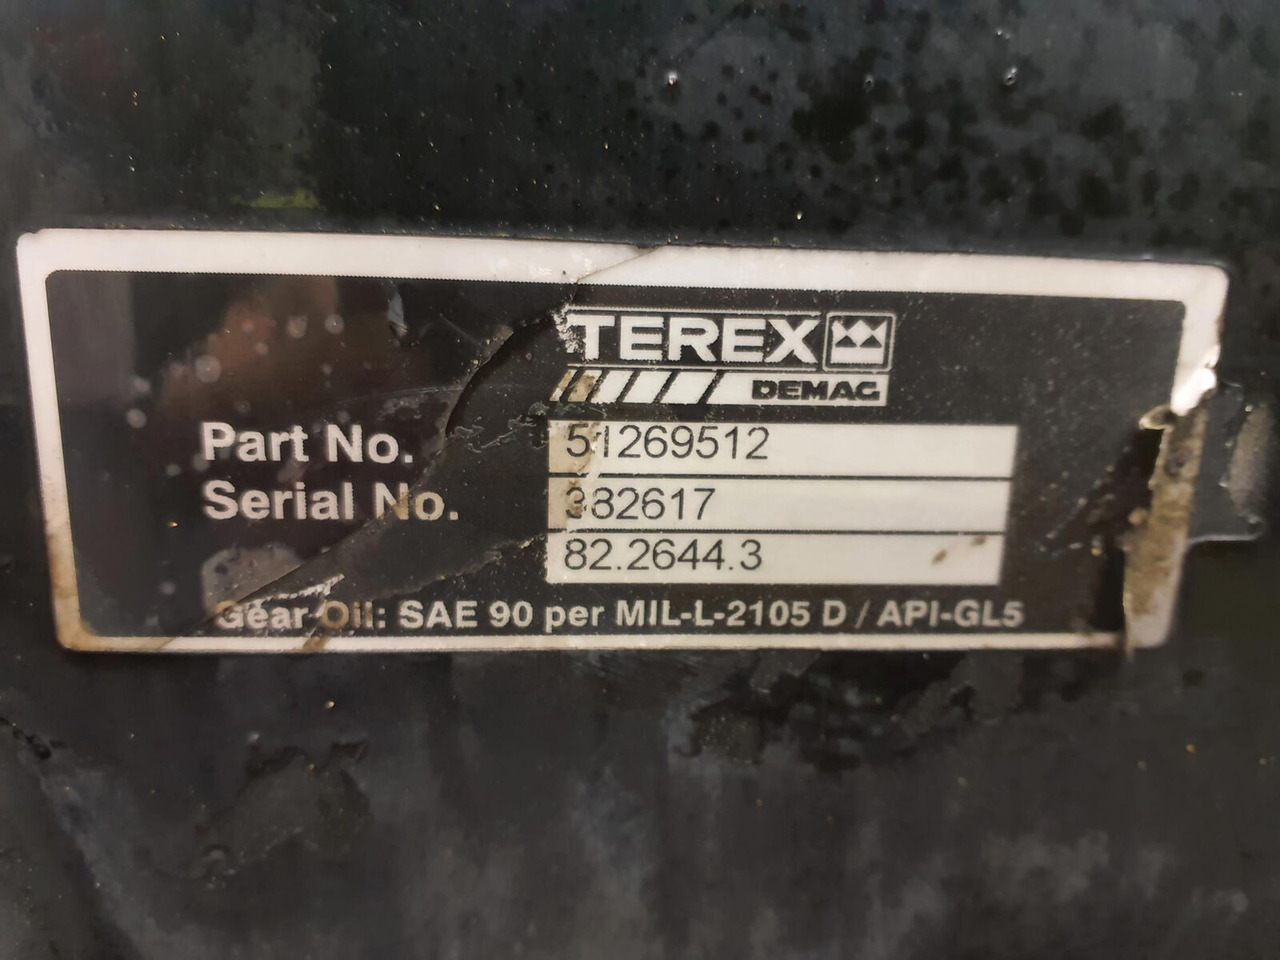 TEREX
DEMAG
Part No. 51269512
Serial No. 382617
82.2644.3
Gear Oil: SAE 90 per MIL-L-2105 D / API-GL5